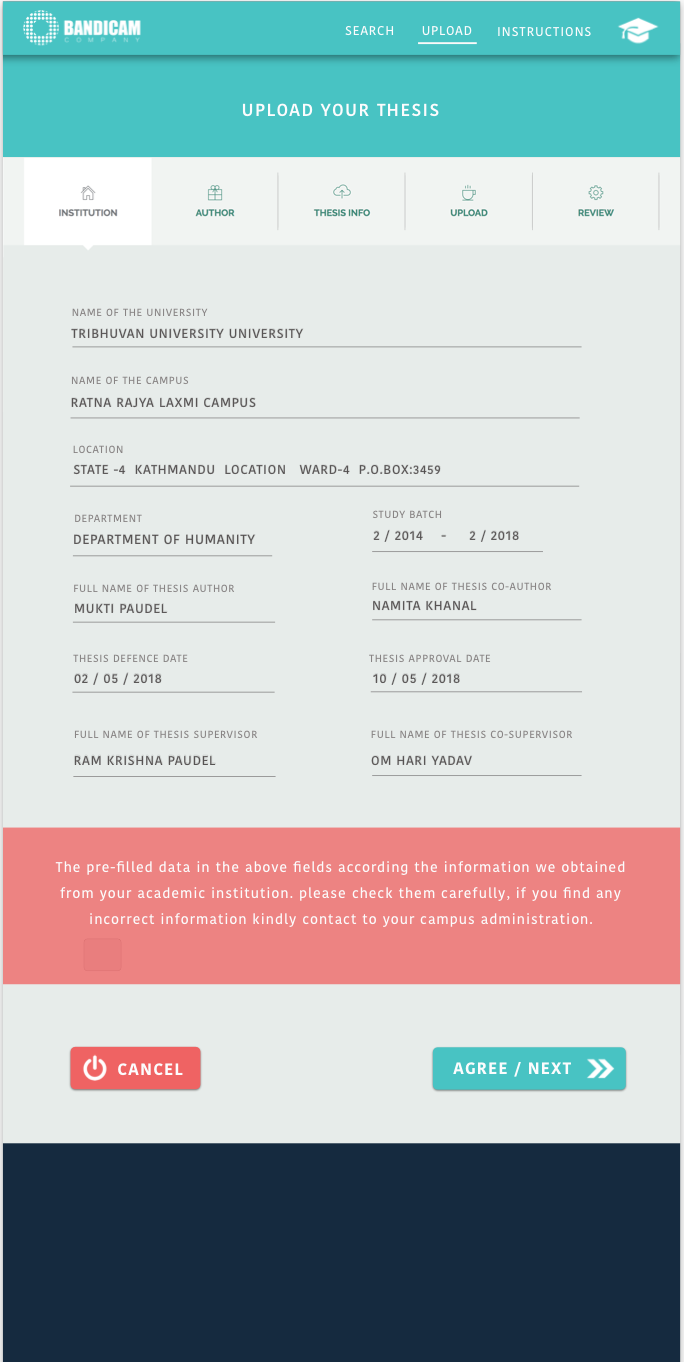 BANDICAM
COMPANY
SEARCH UPLOAD INSTRUCTIONS
UPLOAD YOUR THESIS
INSTITUTION AUTHOR THESIS INFO UPLOAD REVIEW
NAME OF THE UNIVERSITY
TRIBHUVAN UNIVERSITY UNIVERSITY
NAME OF THE CAMPUS
RATNA RAJYA LAXMI CAMPUS
LOCATION
STATE -4 KATHMANDU LOCATION WARD-4 P.O.BOX:3459
DEPARTMENT
DEPARTMENT OF HUMANITY
STUDY BATCH
2 / 2014 - 2 / 2018
FULL NAME OF THESIS AUTHOR
MUKTI PAUDEL
FULL NAME OF THESIS CO-AUTHOR
NAMITA KHANAL
THESIS DEFENCE DATE
02 / 05 / 2018
THESIS APPROVAL DATE
10 / 05 / 2018
FULL NAME OF THESIS SUPERVISOR
RAM KRISHNA PAUDEL
FULL NAME OF THESIS CO-SUPERVISOR
OM HARI YADAV
The pre-filled data in the above fields according the information we obtained
from your academic institution. please check them carefully, if you find any
incorrect information kindly contact to your campus administration.
CANCEL
AGREE / NEXT